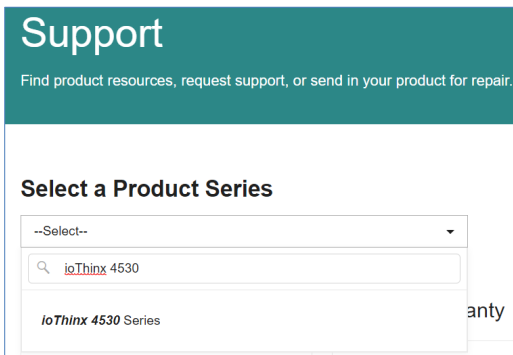 Support
Find product resources, request support, or send in your product for repair.
Select a Product Series
--Select--
ioThinx 4530
ioThinx 4530 Series
anty